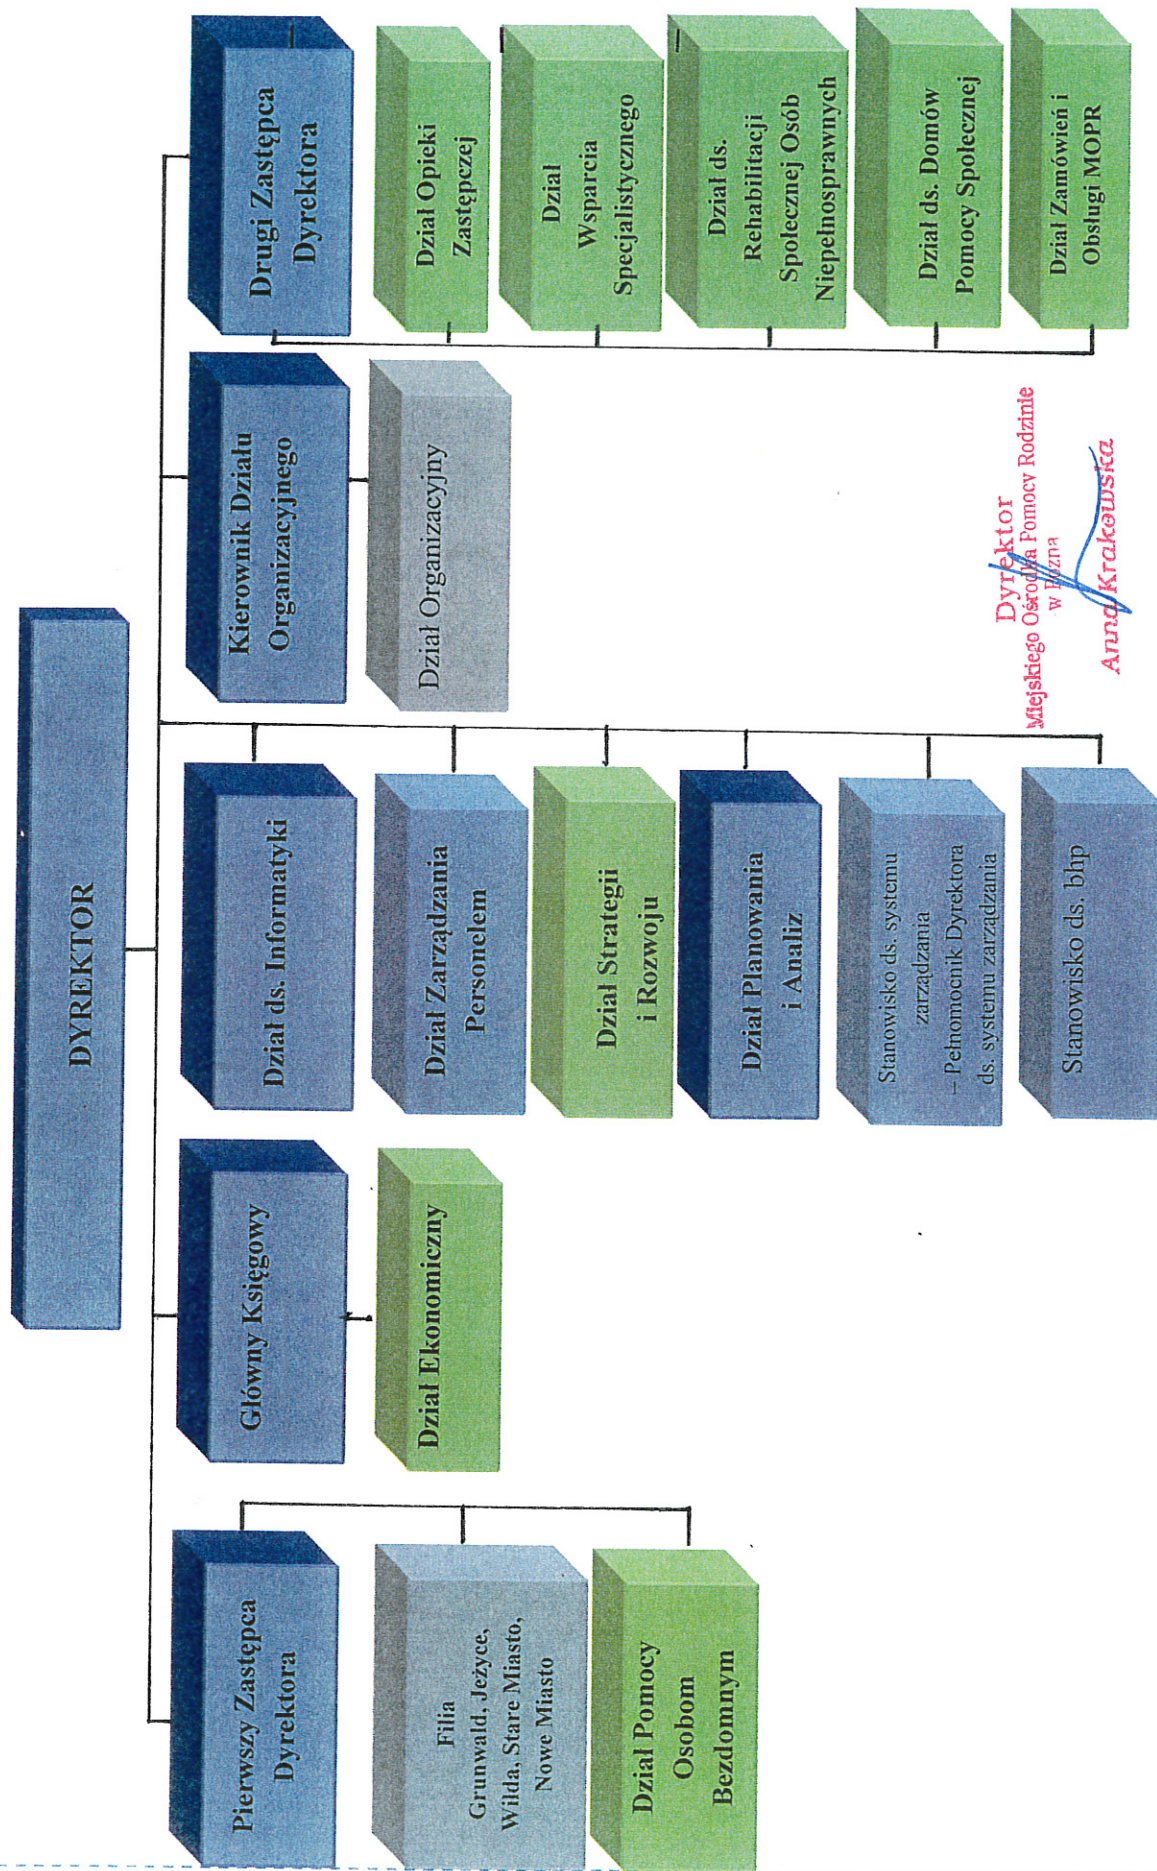 DYREKTOR
Pierwszy Zastępca
Dyrektora
Filia
Grunwald, Jeżyce,
Wilda, Stare Miasto,
Nowe Miasto
Dział Pomocy
Osobom
Bezdomnym
Główny Księgowy
Dział Ekonomiczny
Dział ds. Informatyki
Dział Zarządzania
Personelem
Dział Strategii
i Rozwoju
Dział Planowania
i Analiz
Stanowisko ds. systemu
zarządzania
– Pełnomocnik Dyrektora
ds. systemu zarządzania
Stanowisko ds. bhp
Kierownik Działu
Organizacyjnego
Dział Organizacyjny
Drugi Zastępca
Dyrektora
Dział Opieki
Zastępczej
Dział
Wsparcia
Specjalistycznego
Dział ds.
Rehabilitacji
Społecznej Osób
Niepełnosprawnych
Dział ds. Domów
Pomocy Społecznej
Dział Zamówień i
Obsługi MOPR
Dyrektor
Miejskiego Ośrodka Pomocy Rodzinie
w Pozna
Anna Krakowska